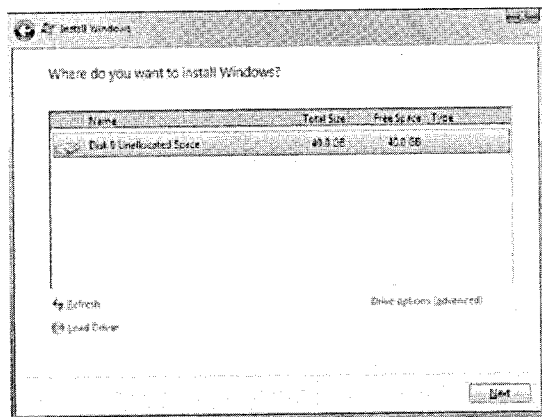 Install Windows
Where do you want to install Windows?
Name Total Size Free Space Type
Disk 0 Unallocated Space 40.0 GB 40.0 GB
Refresh
Drive options (advanced)
Load Driver
Next